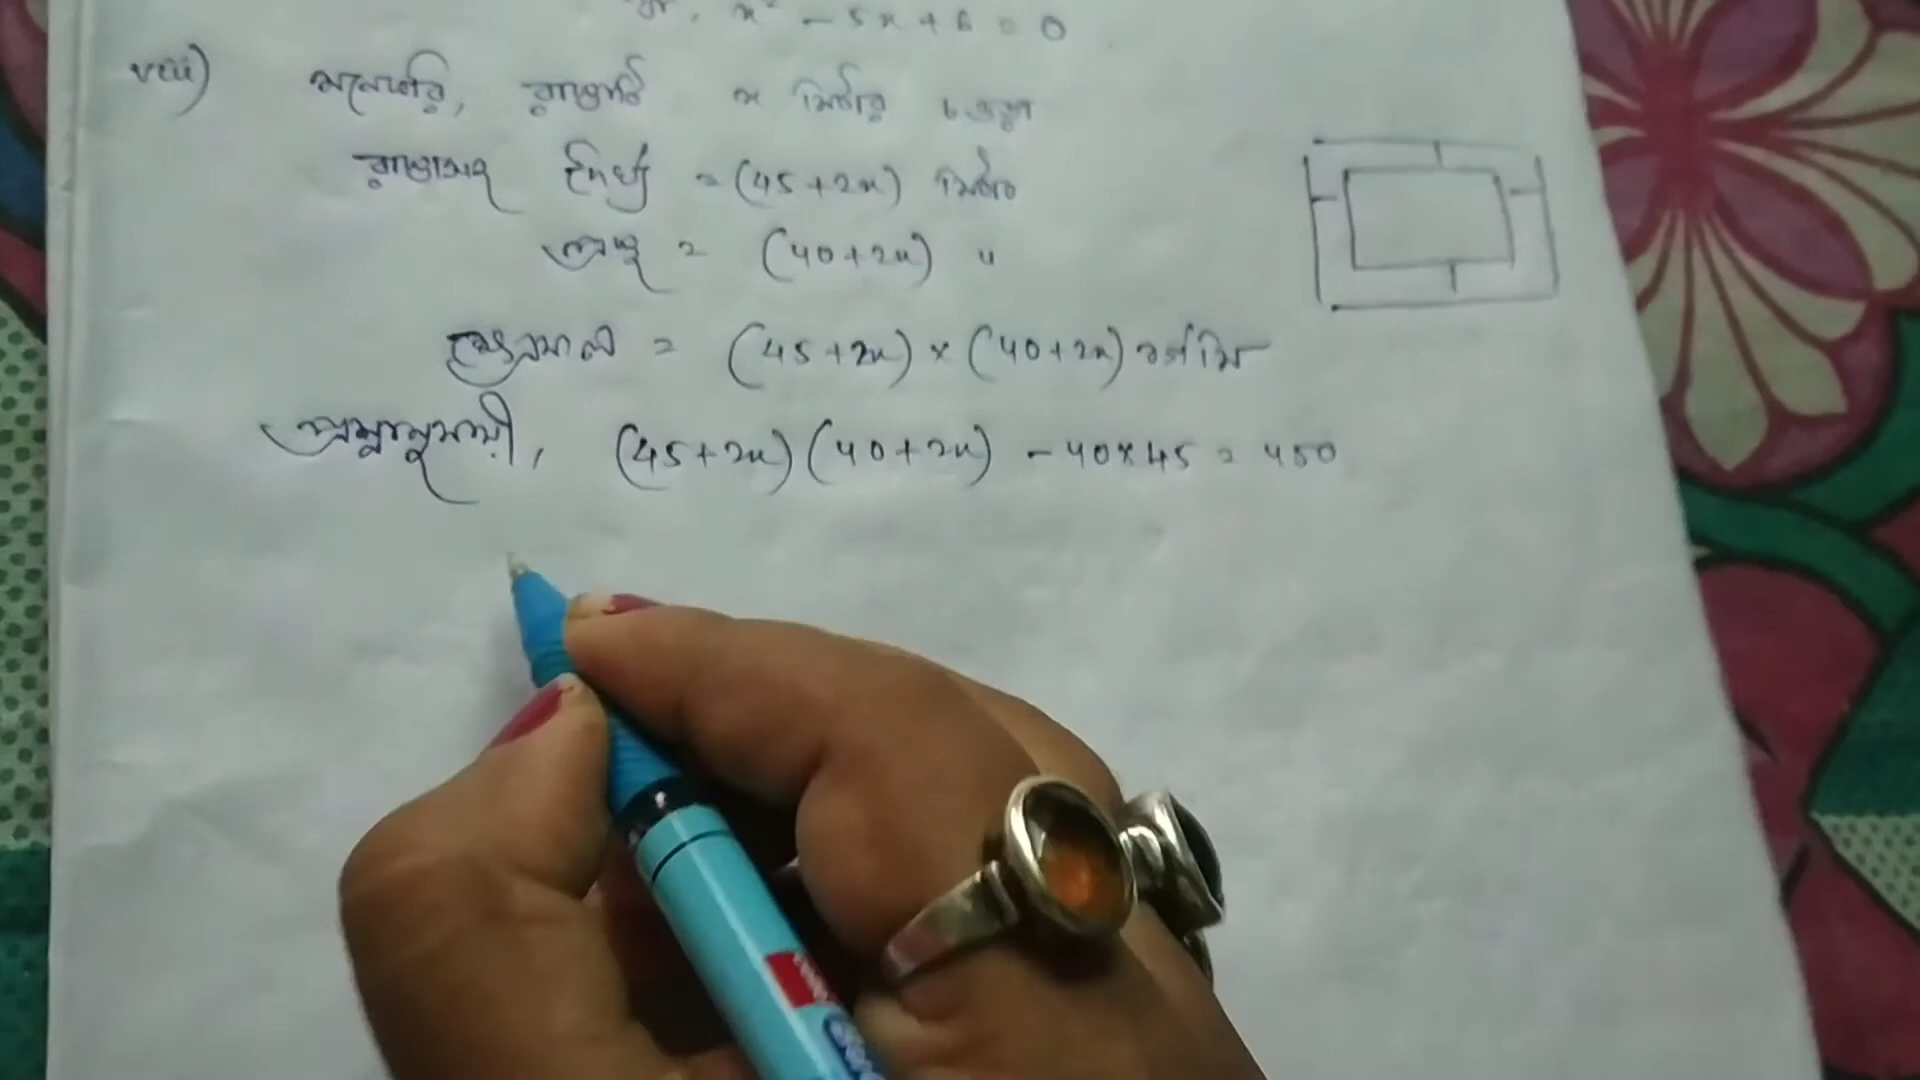 x² - 5x + 6 = 0
viii) মনেকরি, রাস্তাটি x মিটার চওড়া
রাস্তাসহ দৈর্ঘ্য = (45+2x) মিটার
প্রস্থ = (40+2x) "
ক্ষেত্রফল = (45+2x) × (40+2x) বর্গমি
প্রশ্নানুযায়ী, (45+2x) (40+2x) - 40×45 = 450